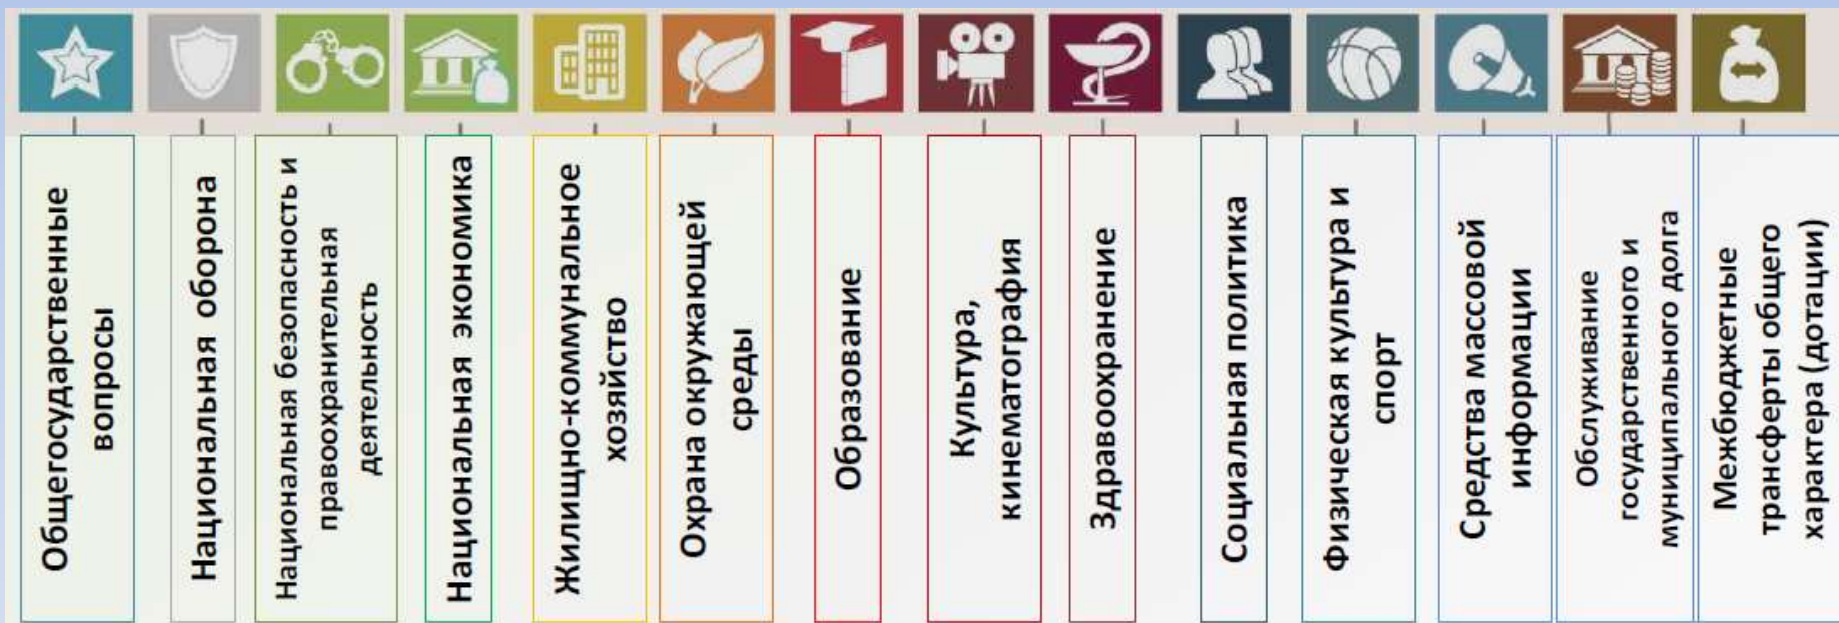 Общегосударственные
вопросы
Национальная оборона
Национальная безопасность и
правоохранительная
деятельность
Национальная экономика
Жилищно-коммунальное
хозяйство
Охрана окружающей
среды
Образование
Культура,
кинематография
Здравоохранение
Социальная политика
Физическая культура и
спорт
Средства массовой
информации
Обслуживание
государственного и
муниципального долга
Межбюджетные
трансферты общего
характера (дотации)